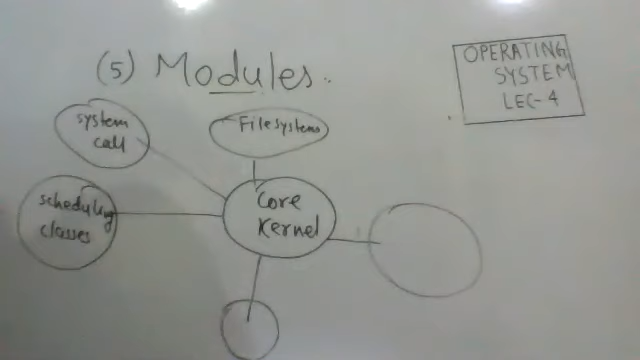 (5) Modules.
OPERATING
SYSTEM
LEC-4
system
call
Filesystems
scheduling
classes
Core
Kernel